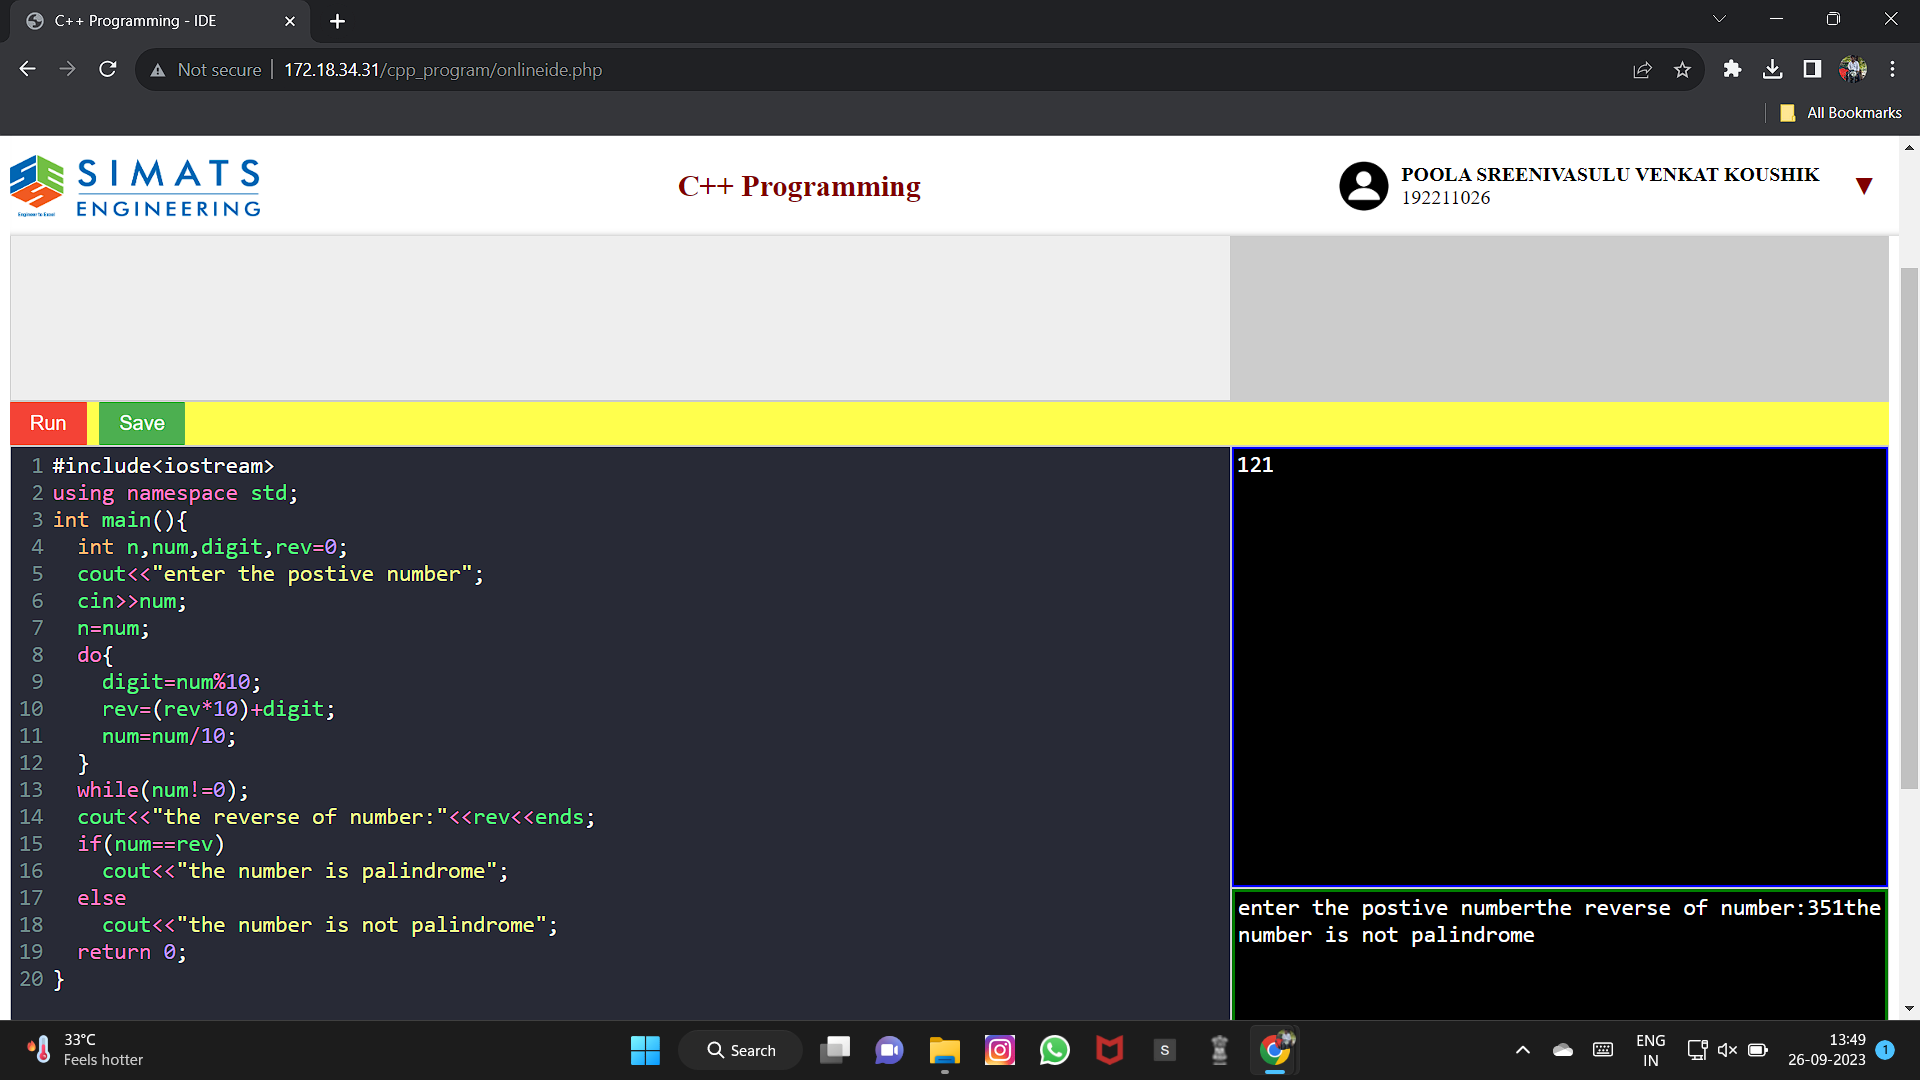 C++ Programming - IDE
Not secure 172.18.34.31/cpp_program/onlineide.php
All Bookmarks
SIMATS
ENGINEERING
Engineer to Excel
C++ Programming
POOLA SREENIVASULU VENKAT KOUSHIK
192211026
Run Save
1 #include<iostream>
2 using namespace std;
3 int main(){
4 int n,num,digit,rev=0;
5 cout<<"enter the postive number";
6 cin>>num;
7 n=num;
8 do{
9 digit=num%10;
10 rev=(rev*10)+digit;
11 num=num/10;
12 }
13 while(num!=0);
14 cout<<"the reverse of number:"<<rev<<ends;
15 if(num==rev)
16 cout<<"the number is palindrome";
17 else
18 cout<<"the number is not palindrome";
19 return 0;
20 }
121
enter the postive numberthe reverse of number:351the
number is not palindrome
33°C
Feels hotter
Search
S
ENG
IN
13:49
26-09-2023
1